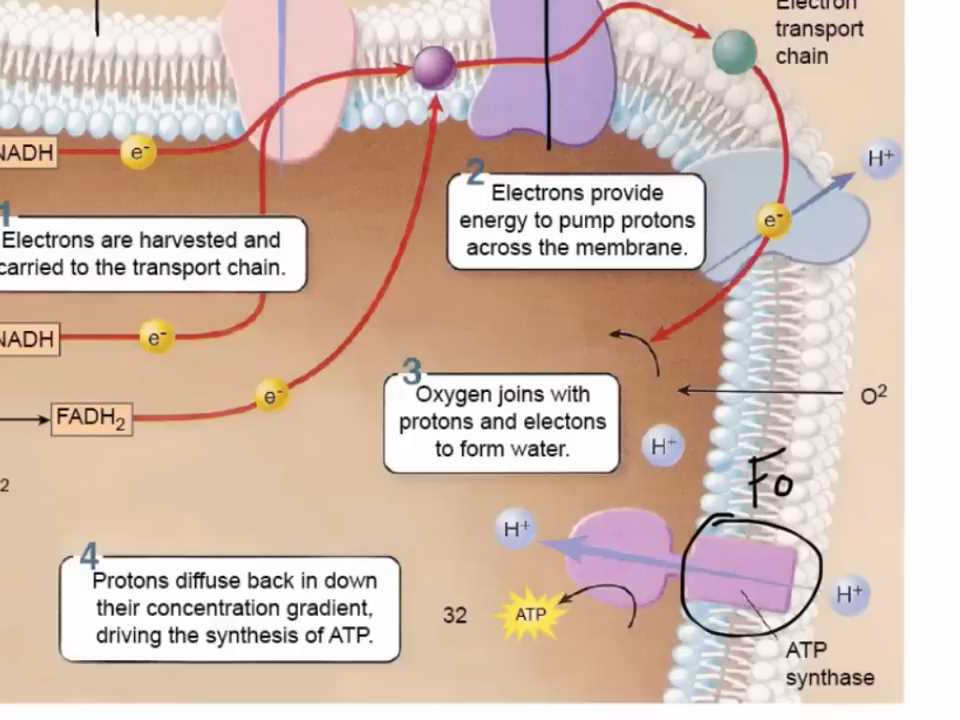 Electron
transport
chain
H⁺
NADH
e⁻
2
Electrons provide
energy to pump protons
across the membrane.
e⁻
1
Electrons are harvested and
carried to the transport chain.
NADH
e⁻
3
Oxygen joins with
protons and electons
to form water.
O²
FADH₂
e⁻
H⁺
Fo
2
H⁺
4
Protons diffuse back in down
their concentration gradient,
driving the synthesis of ATP.
32
ATP
H⁺
ATP
synthase